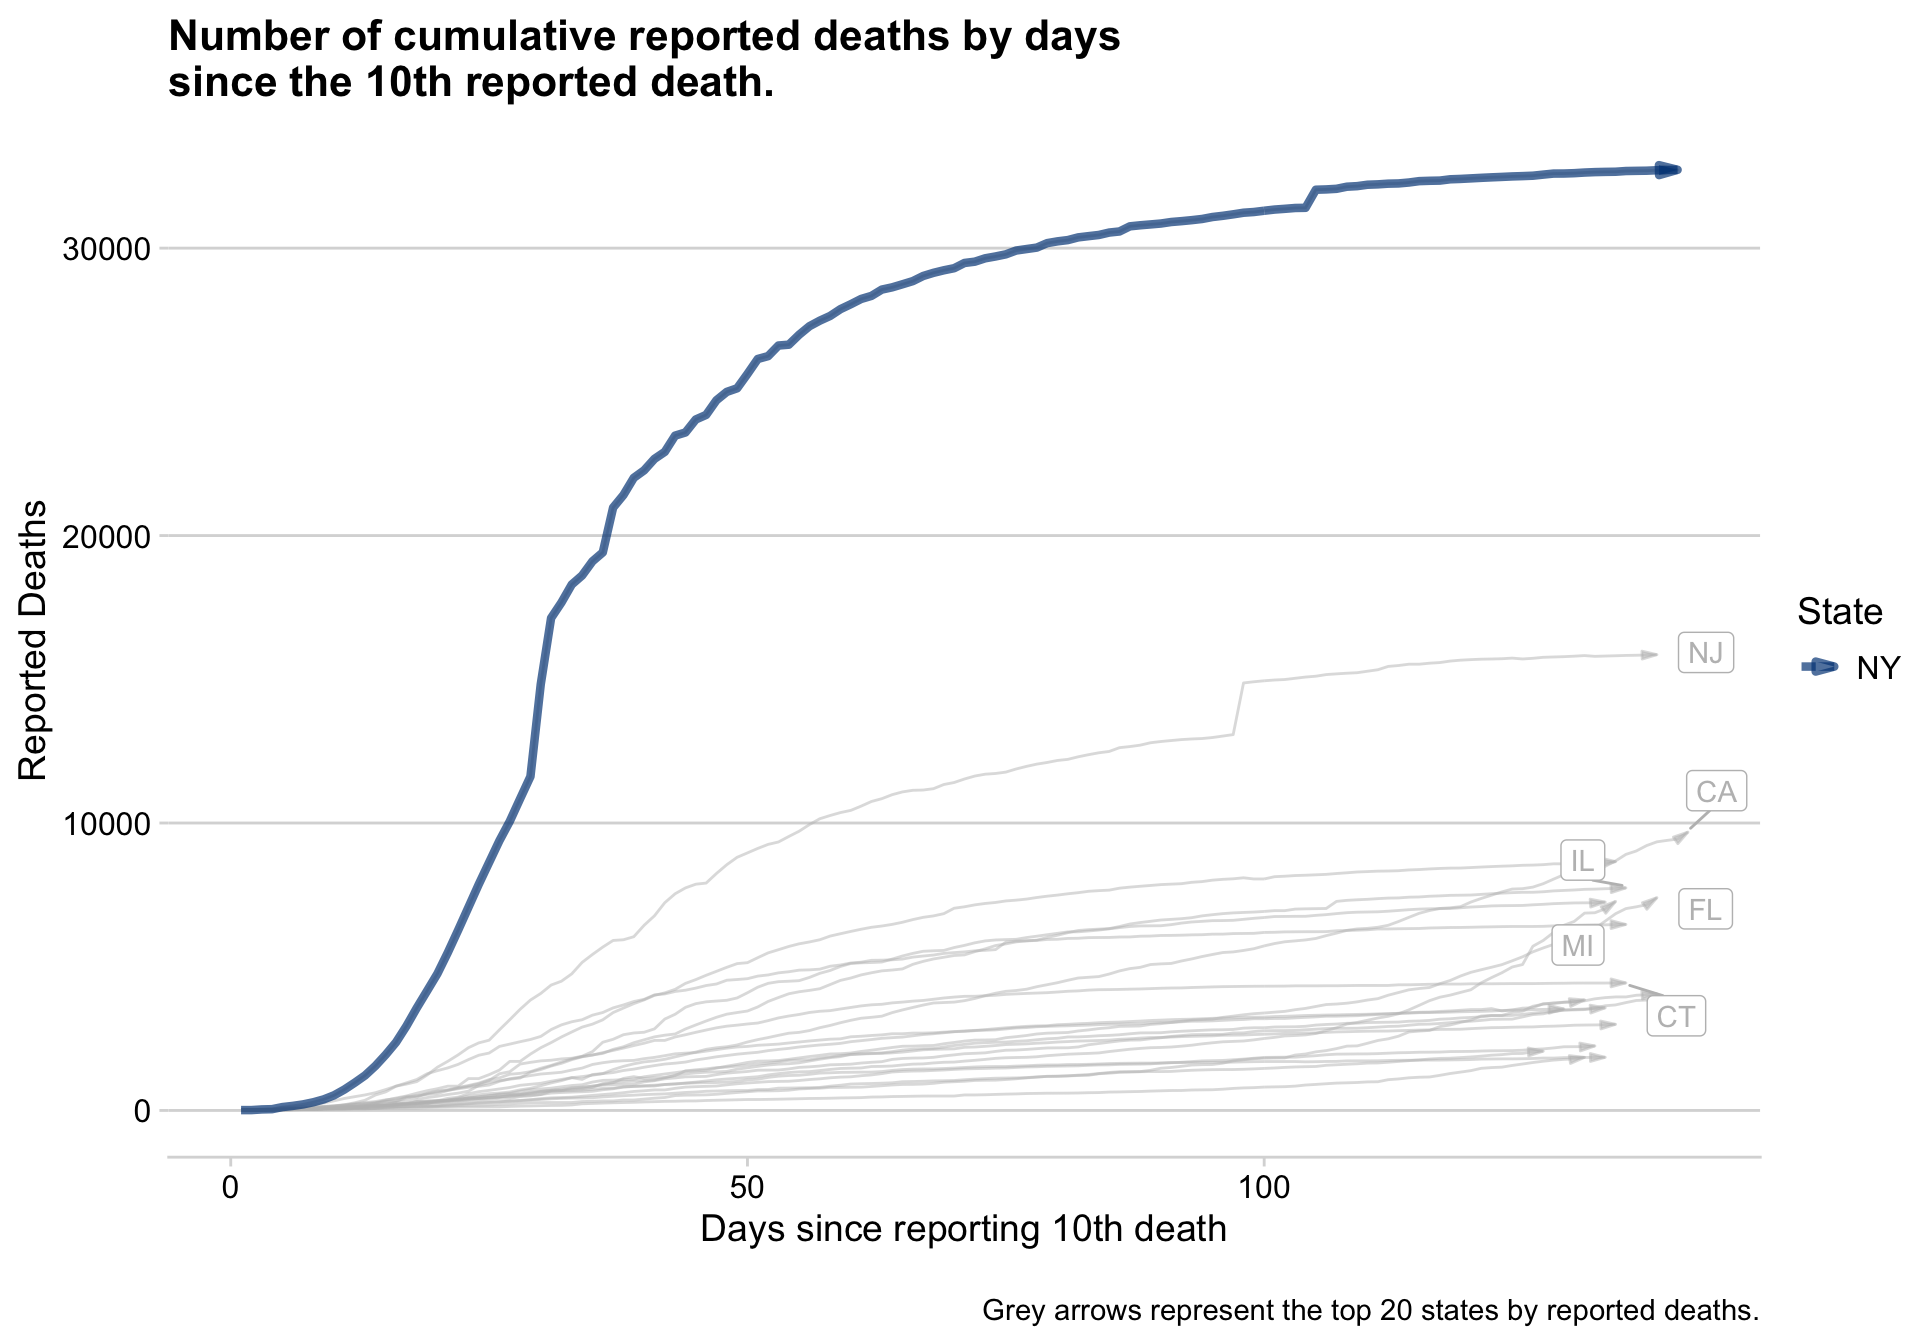 Number of cumulative reported deaths by days
since the 10th reported death.
Reported Deaths
30000
20000
10000
0
NJ
CA
IL
FL
MI
CT
State
NY
0
50
100
Days since reporting 10th death
Grey arrows represent the top 20 states by reported deaths.